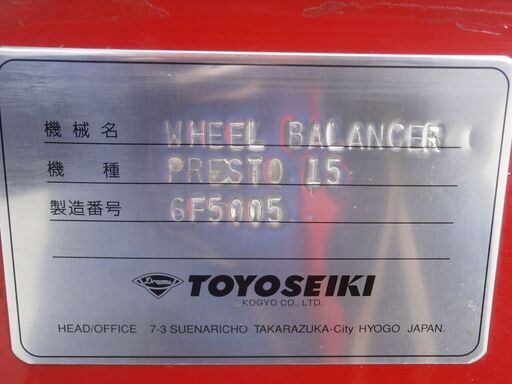 機械名 WHEEL BALANCER
機種 PRESTO 15
製造番号 6F5005
Dragon TOYOSEIKI
KOGYO CO., LTD.
HEAD/OFFICE 7-3 SUENARICHO TAKARAZUKA-City HYOGO JAPAN.